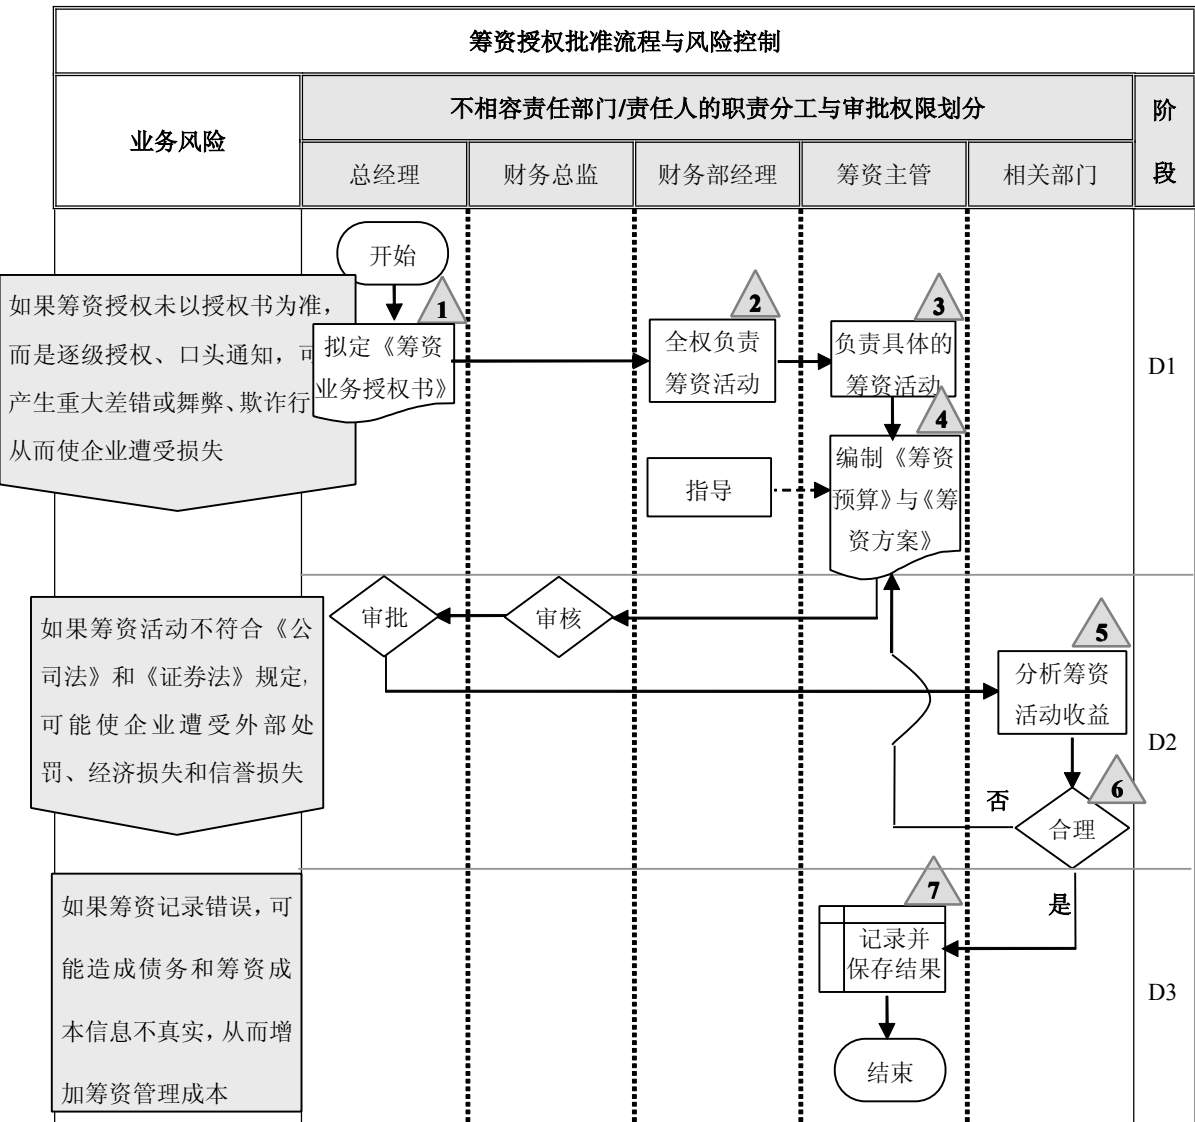 筹资授权批准流程与风险控制
业务风险
不相容责任部门/责任人的职责分工与审批权限划分
阶
段
总经理
财务总监
财务部经理
筹资主管
相关部门
如果筹资授权未以授权书为准，
而是逐级授权、口头通知，可
产生重大差错或舞弊、欺诈行
从而使企业遭受损失
开始
1
拟定《筹资
业务授权书》
2
全权负责
筹资活动
3
负责具体的
筹资活动
4
编制《筹资
预算》与《筹
资方案》
指导
D1
如果筹资活动不符合《公
司法》和《证券法》规定,
可能使企业遭受外部处
罚、经济损失和信誉损失
审批
审核
5
分析筹资
活动收益
6
合理
否
D2
是
如果筹资记录错误，可
能造成债务和筹资成
本信息不真实，从而增
加筹资管理成本
7
记录并
保存结果
结束
D3